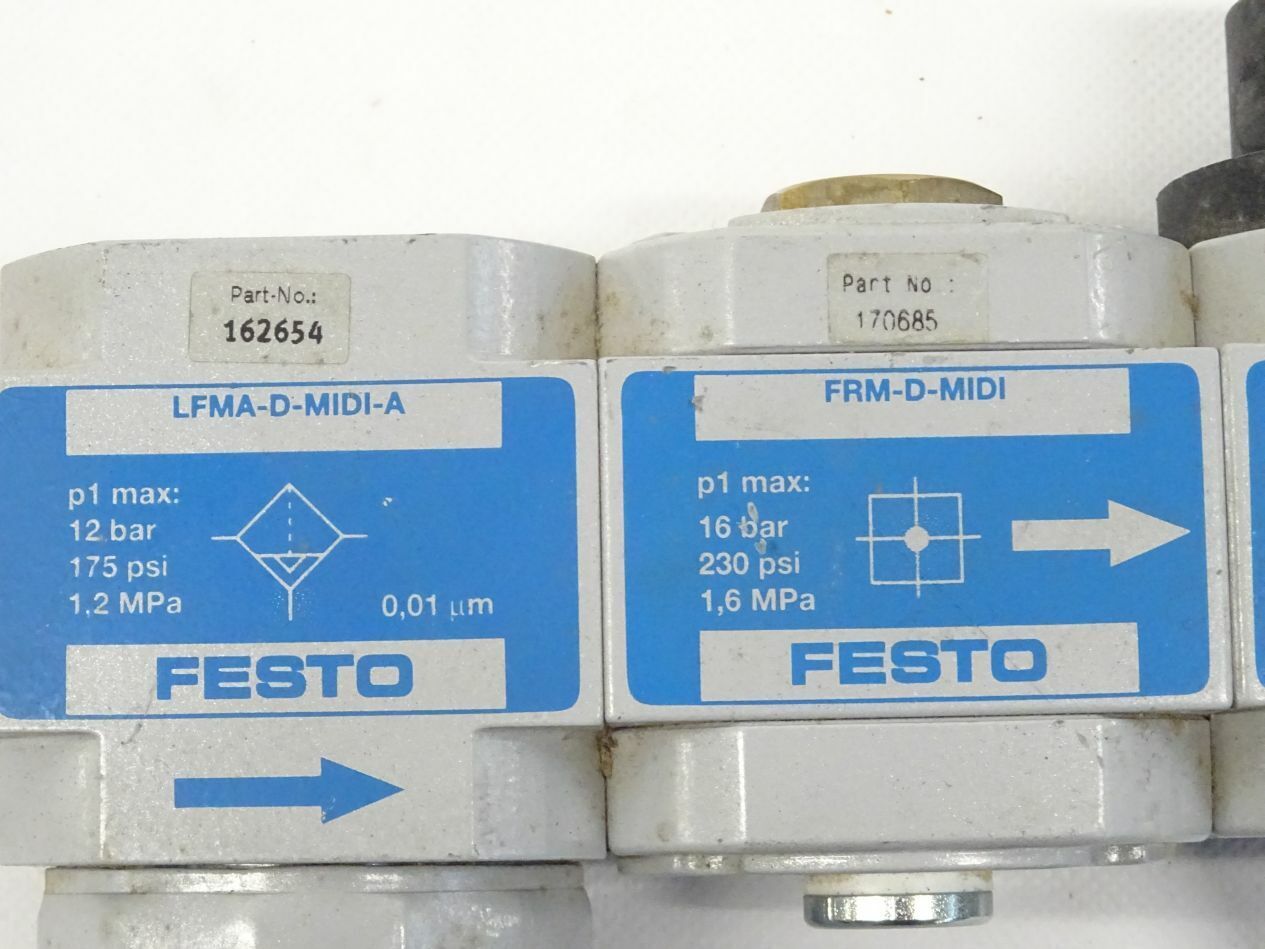 Part-No.:
162654
LFMA-D-MIDI-A
p1 max:
12 bar
175 psi
1,2 MPa
0,01 µm
FESTO
Part No :
170685
FRM-D-MIDI
p1 max:
16 bar
230 psi
1,6 MPa
FESTO